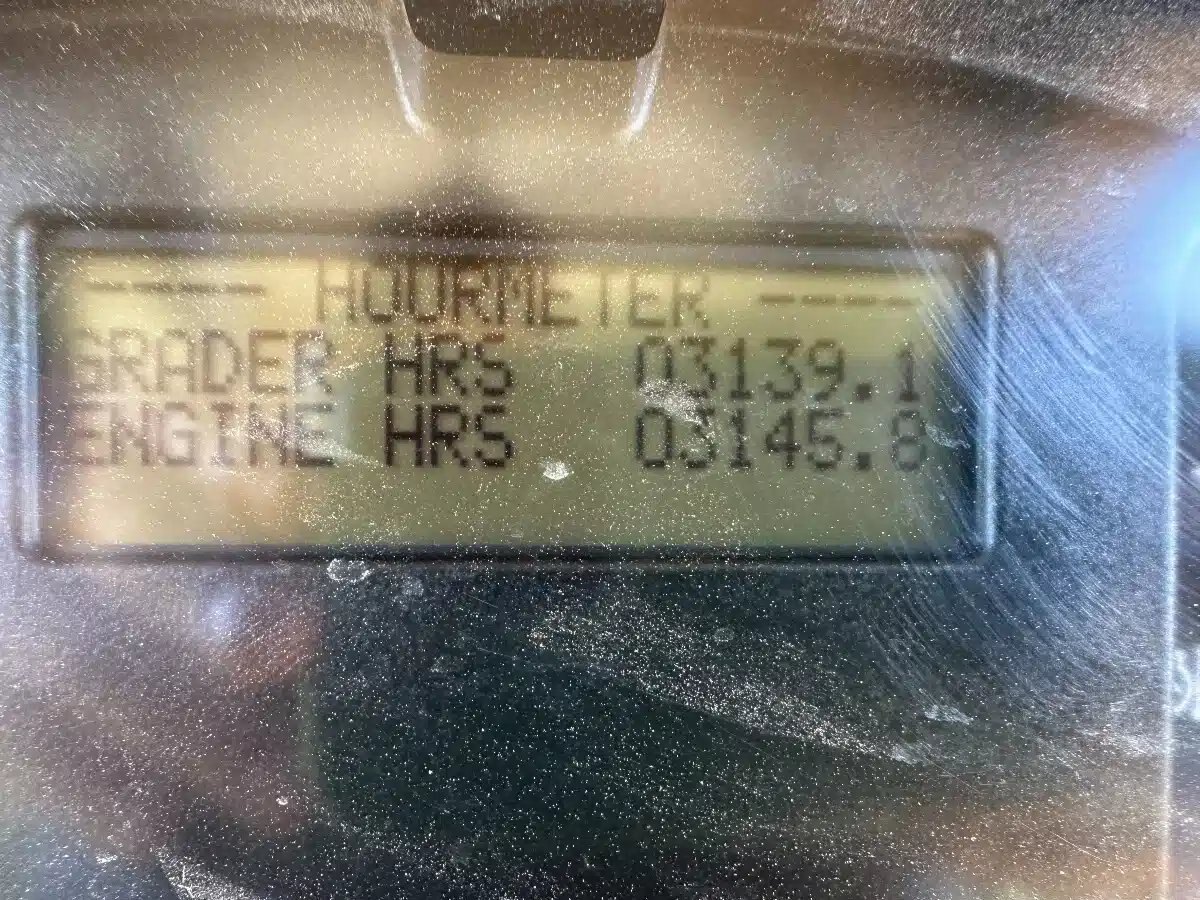 ----- HOURMETER -----
GRADER HRS 03139.1
ENGINE HRS 03145.8